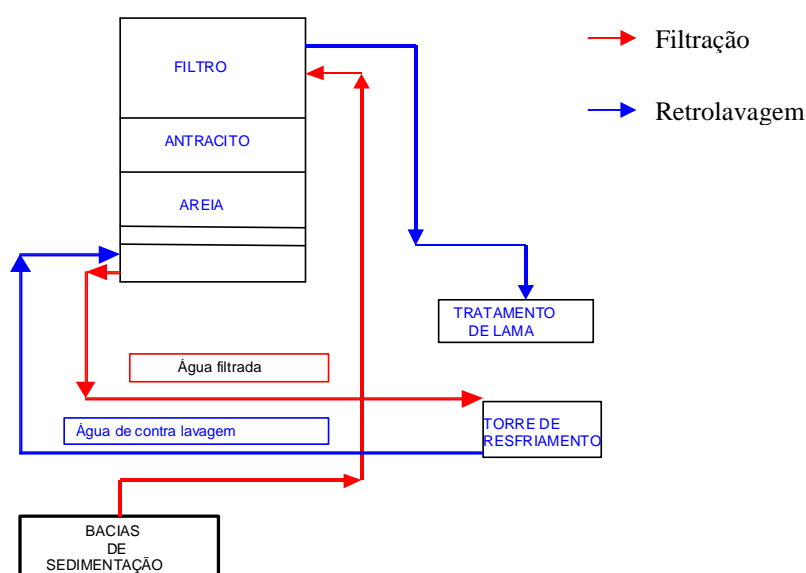 FILTRO
ANTRACITO
AREIA
Filtração
Retrolavagem
TRATAMENTO
DE LAMA
Água filtrada
Água de contra lavagem
TORRE DE
RESFRIAMENTO
BACIAS
DE
SEDIMENTAÇÃO